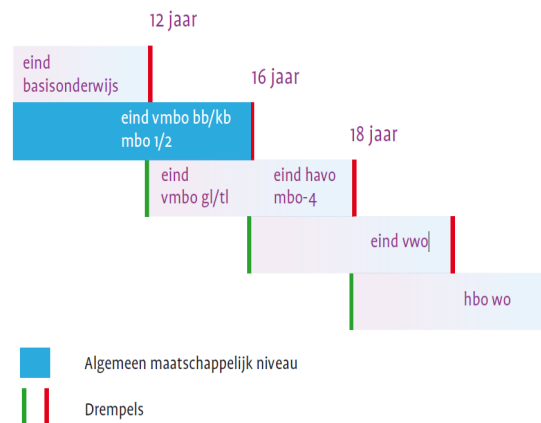 12 jaar
eind
basisonderwijs
16 jaar
eind vmbo bb/kb
mbo 1/2
18 jaar
eind
vmbo gl/tl
eind havo
mbo-4
eind vwo
hbo wo
Algemeen maatschappelijk niveau
Drempels